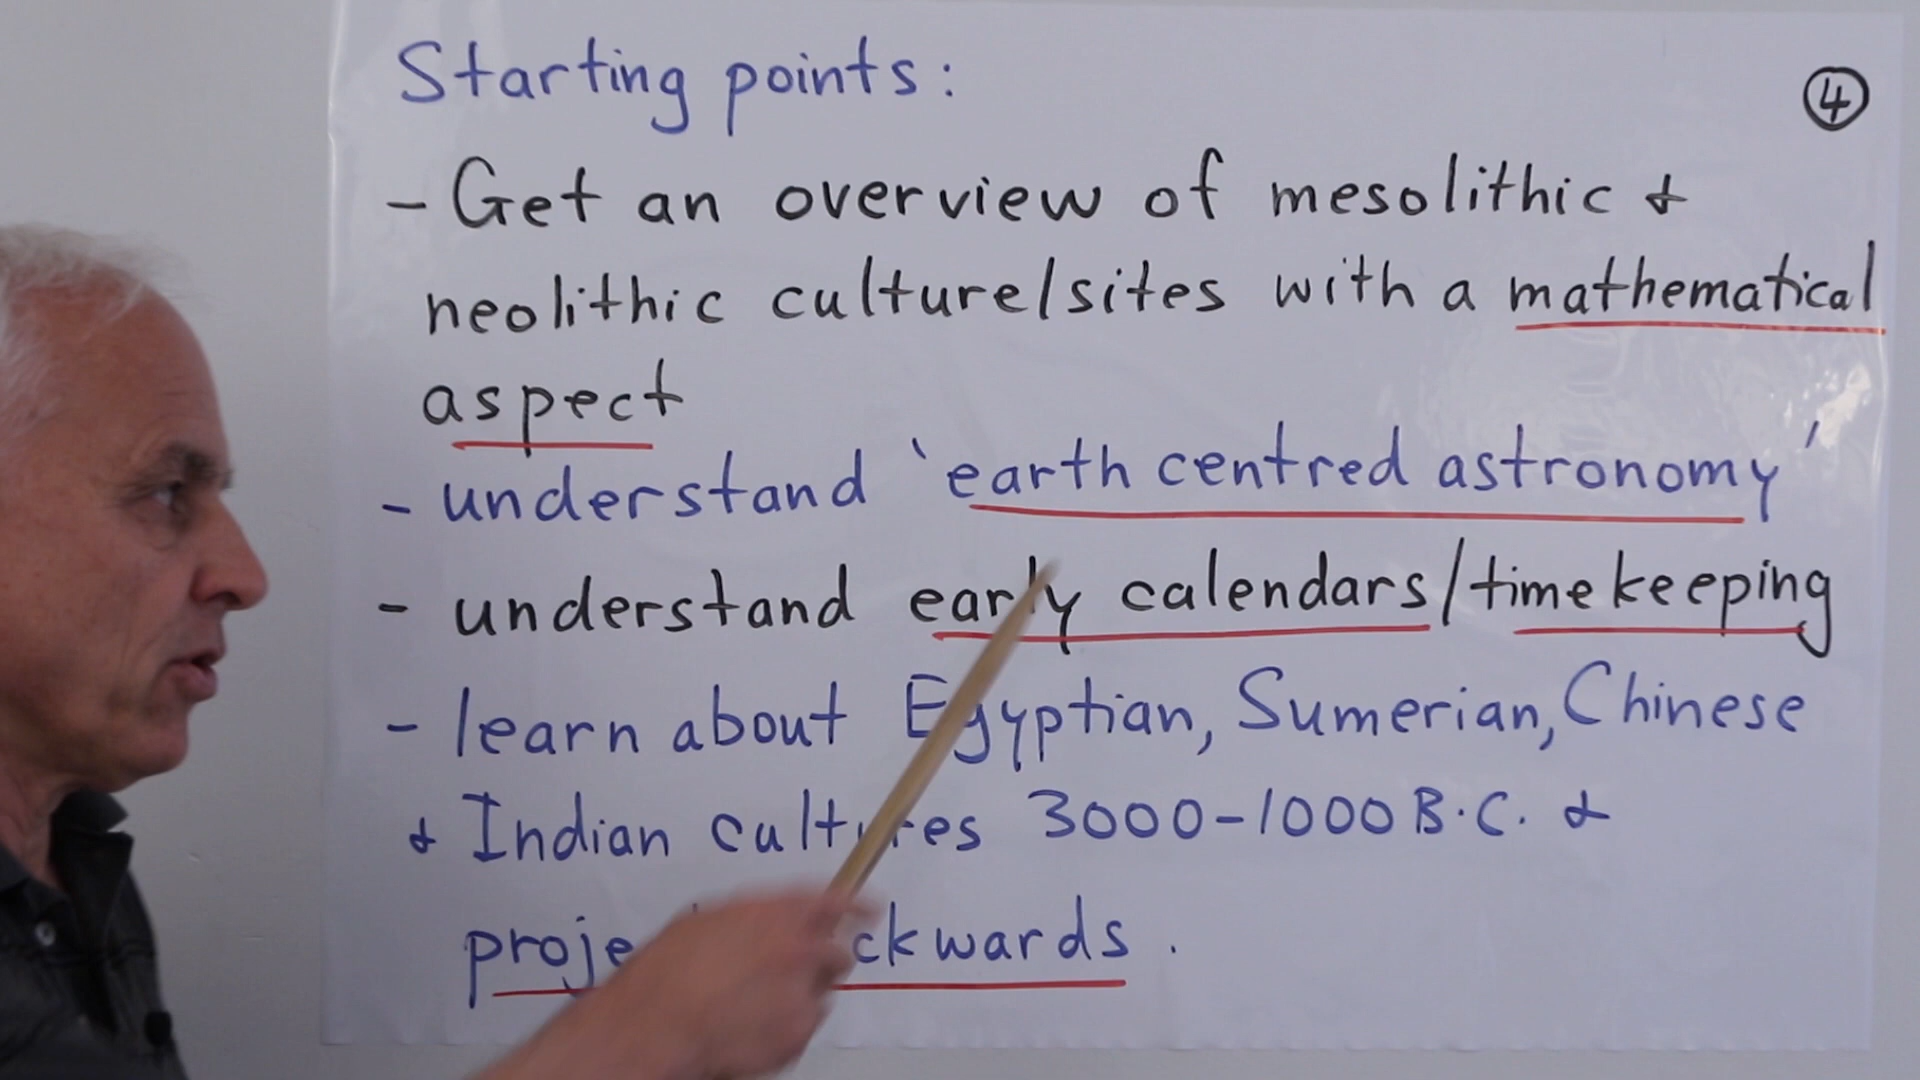 Starting points:
4
- Get an overview of mesolithic &
neolithic culture/sites with a mathematical
aspect
- understand 'earth centred astronomy'
- understand early calendars/timekeeping
- learn about Egyptian, Sumerian, Chinese
& Indian cultures 3000-1000 B.C. &